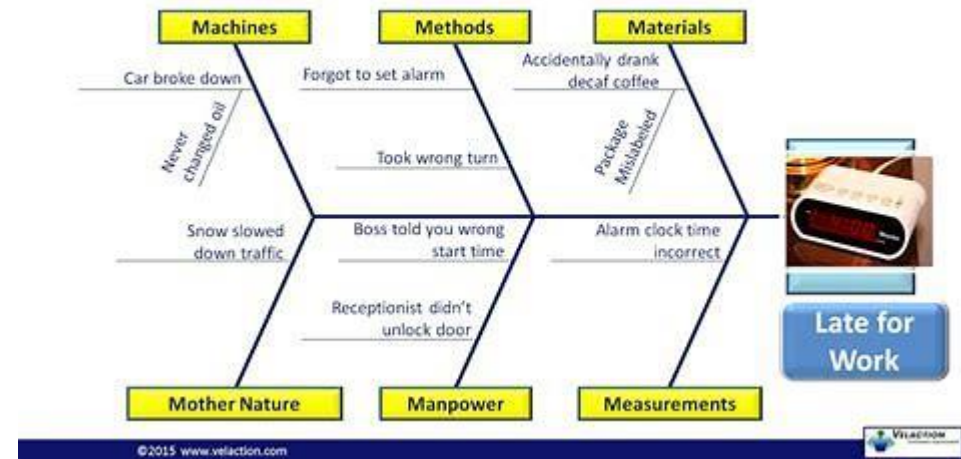 Machines
Methods
Materials
Car broke down
Never
changed oil
Forgot to set alarm
Took wrong turn
Accidentally drank
decaf coffee
Package
Mislabeled
Snow slowed
down traffic
Boss told you wrong
start time
Receptionist didn't
unlock door
Alarm clock time
incorrect
Late for
Work
Mother Nature
Manpower
Measurements
©2015 www.velaction.com
VELACTION